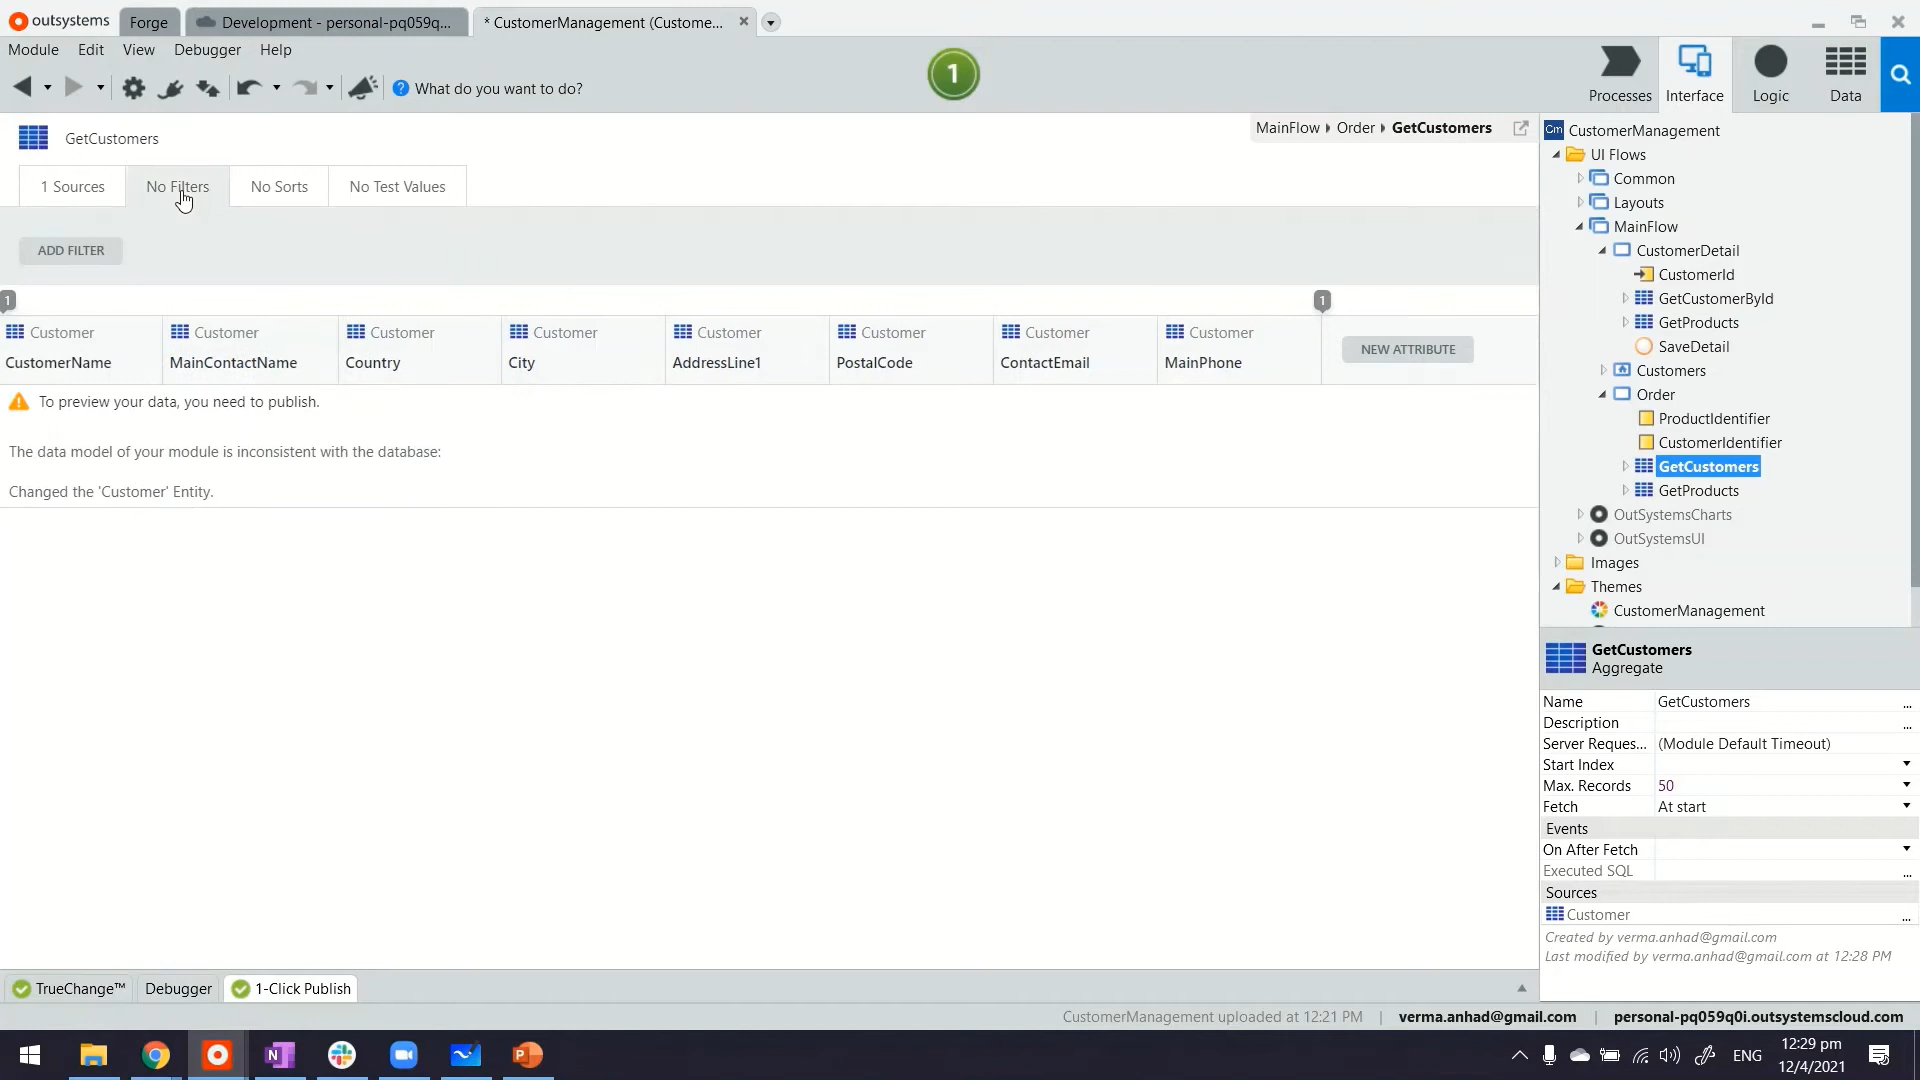 outsystems
Forge
Development - personal-pq059q...
* CustomerManagement (Custome...
Module
Edit
View
Debugger
Help
What do you want to do?
1
Processes
Interface
Logic
Data
GetCustomers
MainFlow
Order
GetCustomers
1 Sources
No Filters
No Sorts
No Test Values
ADD FILTER
1
1
Customer
CustomerName
Customer
MainContactName
Customer
Country
Customer
City
Customer
AddressLine1
Customer
PostalCode
Customer
ContactEmail
Customer
MainPhone
NEW ATTRIBUTE
To preview your data, you need to publish.
The data model of your module is inconsistent with the database:
Changed the 'Customer' Entity.
Cm CustomerManagement
UI Flows
Common
Layouts
MainFlow
CustomerDetail
CustomerId
GetCustomerById
GetProducts
SaveDetail
Customers
Order
ProductIdentifier
CustomerIdentifier
GetCustomers
GetProducts
OutSystemsCharts
OutSystemsUI
Images
Themes
CustomerManagement
GetCustomers
Aggregate
Name GetCustomers ...
Description ...
Server Reques... (Module Default Timeout)
Start Index
Max. Records 50
Fetch At start
Events
On After Fetch
Executed SQL ...
Sources
Customer ...
Created by verma.anhad@gmail.com
Last modified by verma.anhad@gmail.com at 12:28 PM
TrueChange™
Debugger
1-Click Publish
CustomerManagement uploaded at 12:21 PM | verma.anhad@gmail.com | personal-pq059q0i.outsystemscloud.com
ENG
12:29 pm
12/4/2021